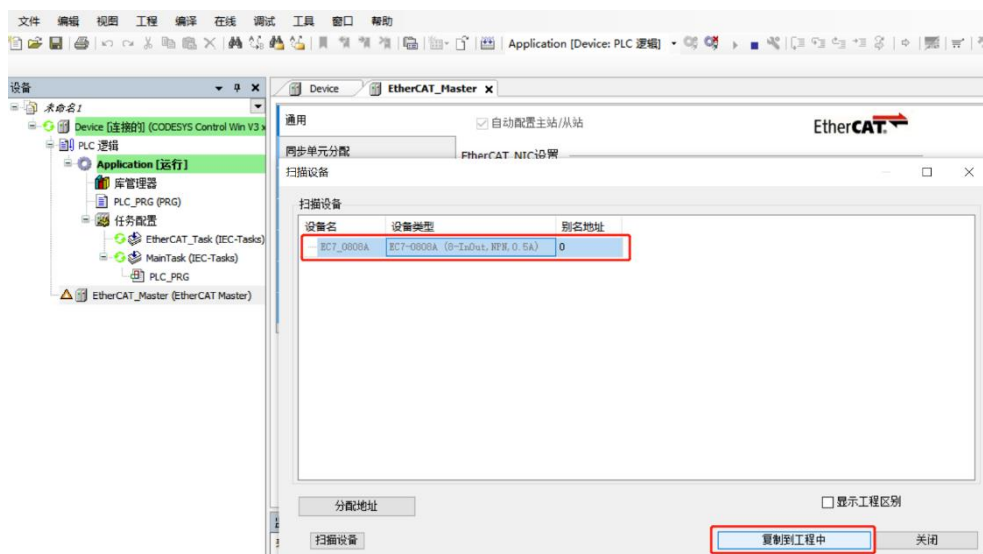 文件 编辑 视图 工程 编译 在线 调试 工具 窗口 帮助
Application [Device: PLC 逻辑]
设备
未命名1
Device [连接的] (CODESYS Control Win V3 x
PLC 逻辑
Application [运行]
库管理器
PLC_PRG (PRG)
任务配置
EtherCAT_Task (IEC-Tasks)
MainTask (IEC-Tasks)
PLC_PRG
EtherCAT_Master (EtherCAT Master)
Device EtherCAT_Master
通用
自动配置主站/从站
EtherCAT
同步单元分配
EtherCAT NIC设置
扫描设备
扫描设备
设备名 设备类型 别名地址
EC7_0808A EC7-0808A (8-InOut, NPN, 0.5A) 0
分配地址
显示工程区别
扫描设备
复制到工程中
关闭